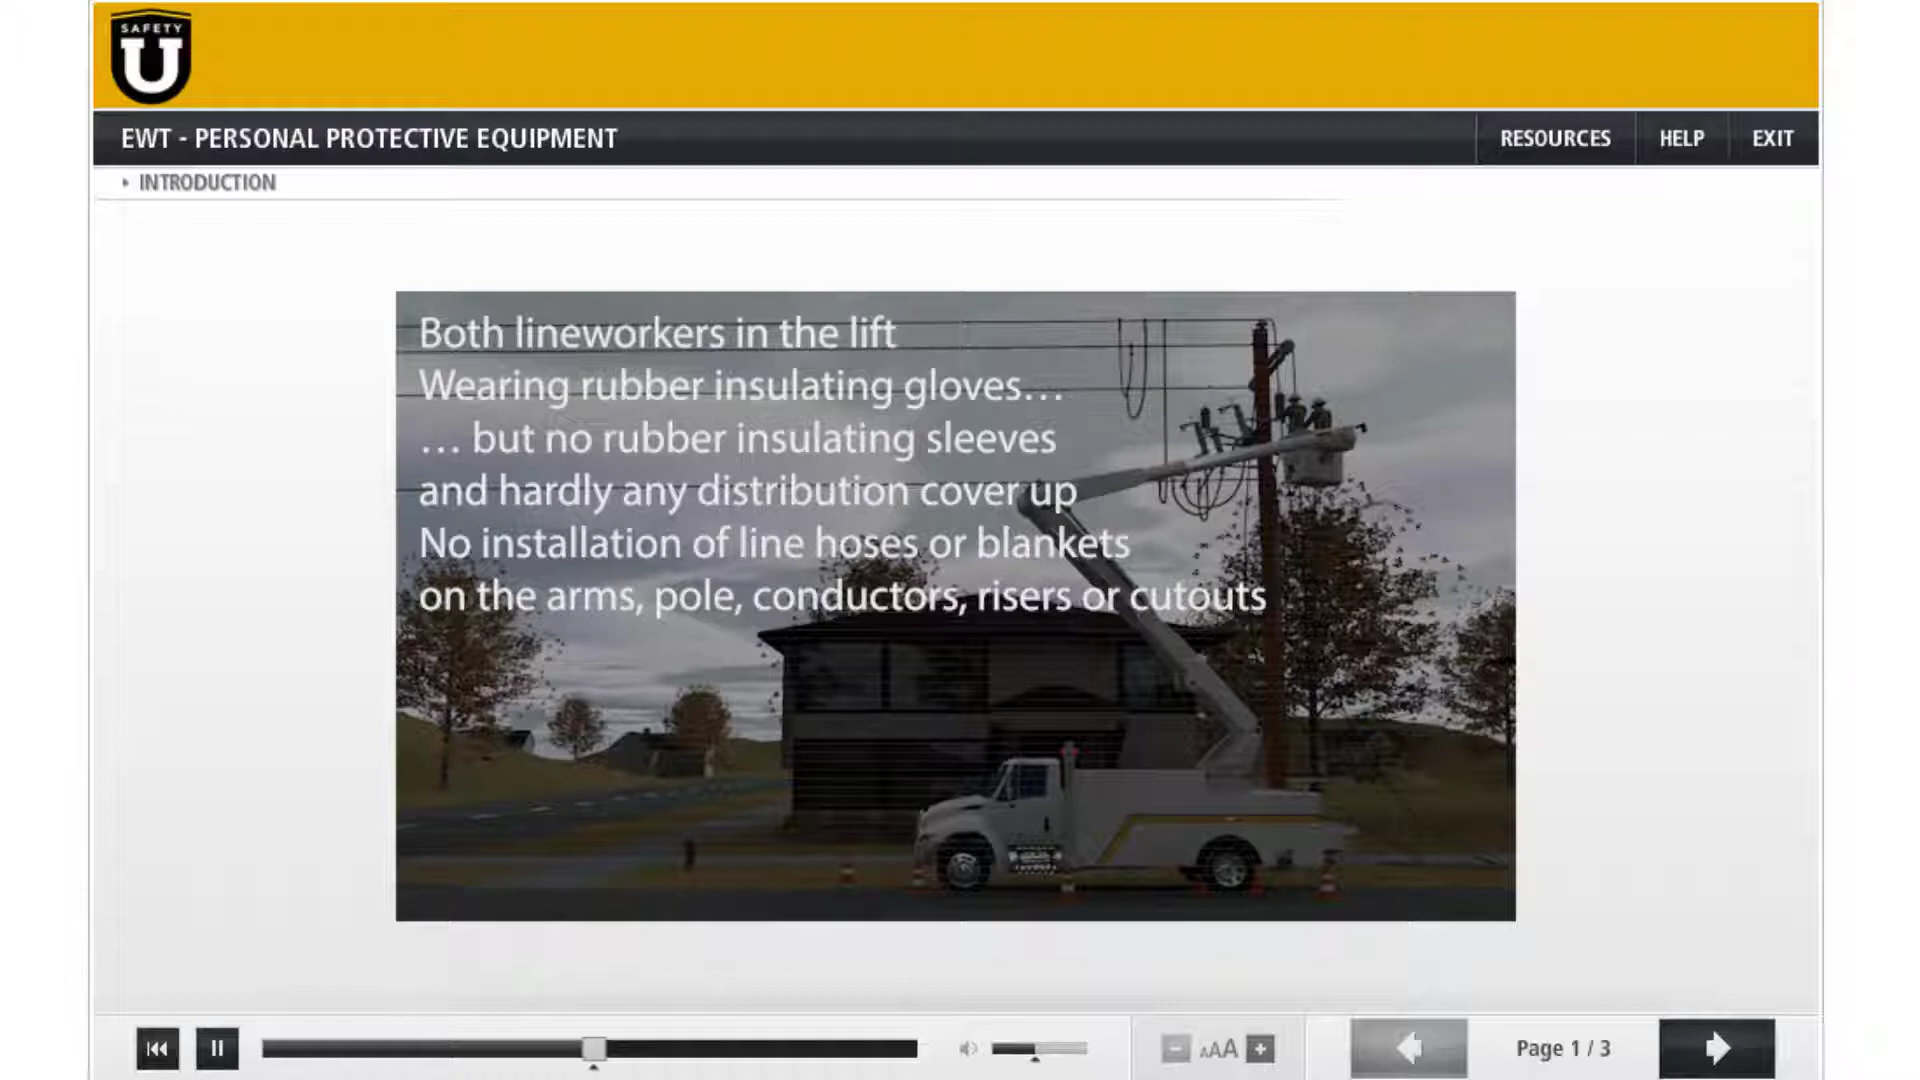 SAFETY
U
EWT - PERSONAL PROTECTIVE EQUIPMENT
RESOURCES
HELP
EXIT
INTRODUCTION
Both lineworkers in the lift
Wearing rubber insulating gloves…
… but no rubber insulating sleeves
and hardly any distribution cover up
No installation of line hoses or blankets
on the arms, pole, conductors, risers or cutouts
AAA
Page 1 / 3